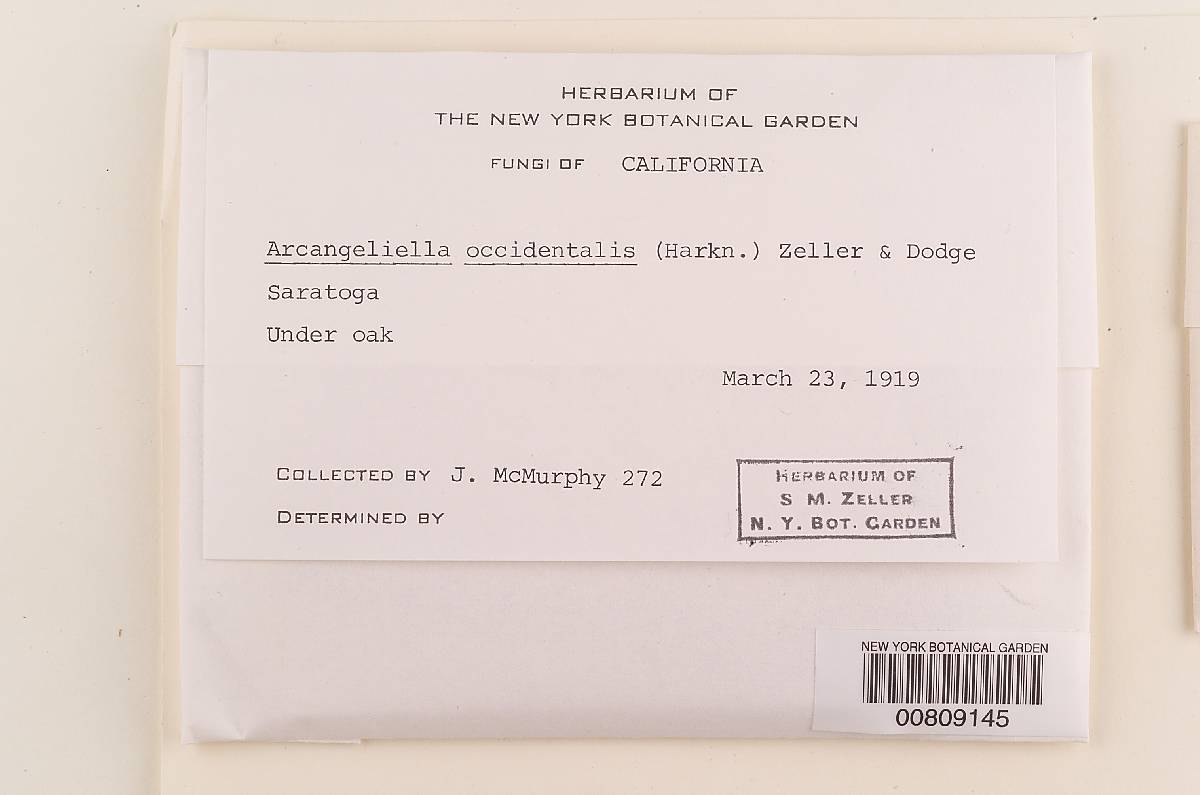 HERBARIUM OF
THE NEW YORK BOTANICAL GARDEN
FUNGI OF CALIFORNIA
Arcangeliella occidentalis (Harkn.) Zeller & Dodge
Saratoga
Under oak
March 23, 1919
COLLECTED BY J. McMurphy 272
DETERMINED BY
HERBARIUM OF
S M. ZELLER
N. Y. BOT. GARDEN
NEW YORK BOTANICAL GARDEN
00809145